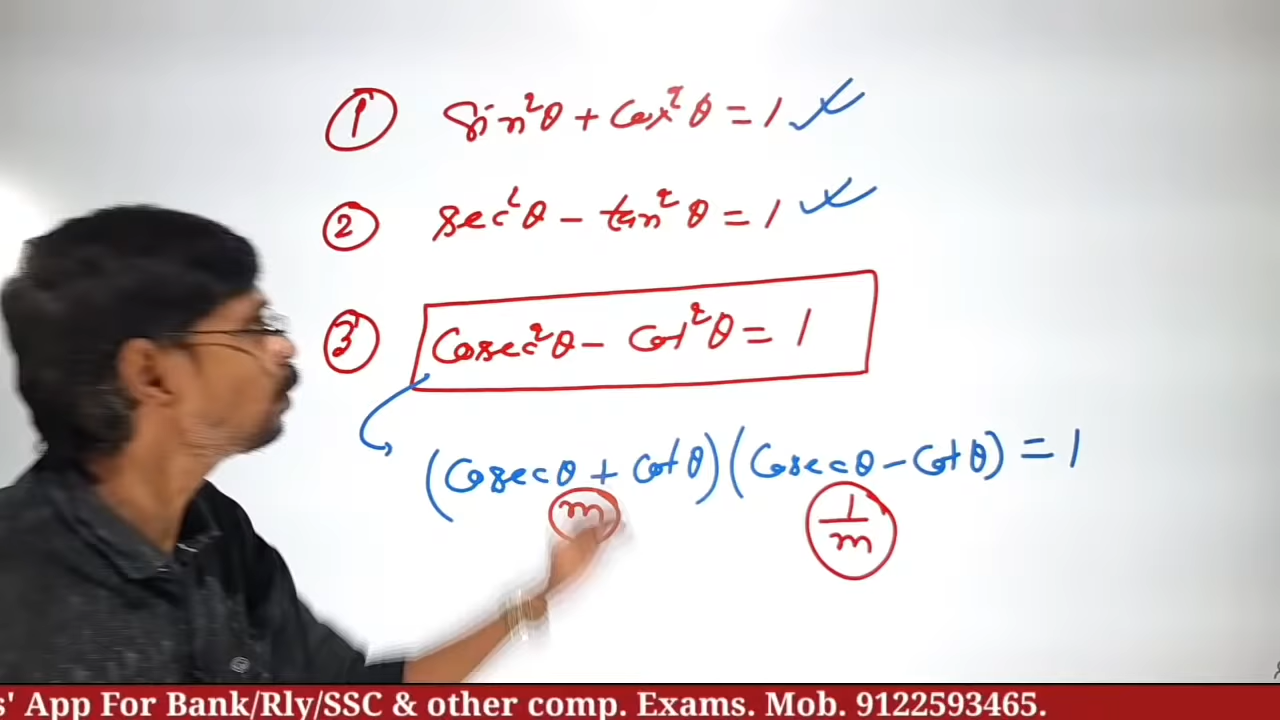 ① sin²θ + cos²θ = 1
② sec²θ - tan²θ = 1
③ Cosec²θ - Cot²θ = 1
(Cosecθ + Cotθ)(Cosecθ - Cotθ) = 1
m
1/m
s' App For Bank/Rly/SSC & other comp. Exams. Mob. 9122593465.